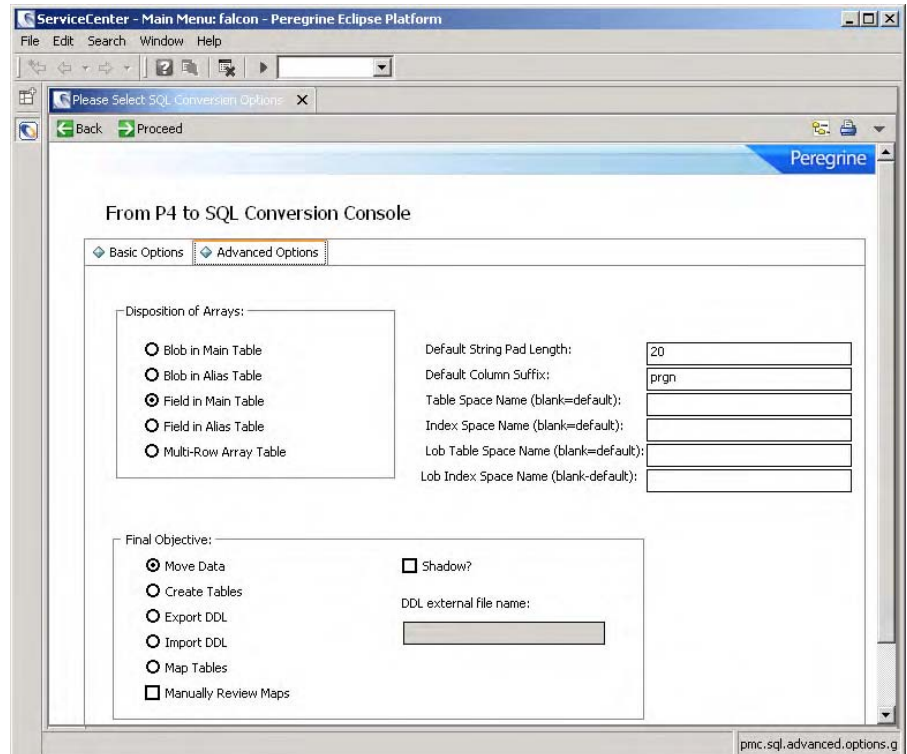 ServiceCenter - Main Menu: falcon - Peregrine Eclipse Platform
File Edit Search Window Help
Please Select SQL Conversion Options X
Back Proceed
Peregrine
From P4 to SQL Conversion Console
Basic Options Advanced Options
Disposition of Arrays:
Blob in Main Table
Blob in Alias Table
Field in Main Table
Field in Alias Table
Multi-Row Array Table
Default String Pad Length: 20
Default Column Suffix: prgn
Table Space Name (blank=default):
Index Space Name (blank=default):
Lob Table Space Name (blank=default):
Lob Index Space Name (blank-default):
Final Objective:
Move Data
Create Tables
Export DDL
Import DDL
Map Tables
Manually Review Maps
Shadow?
DDL external file name:
pmc.sql.advanced.options.g